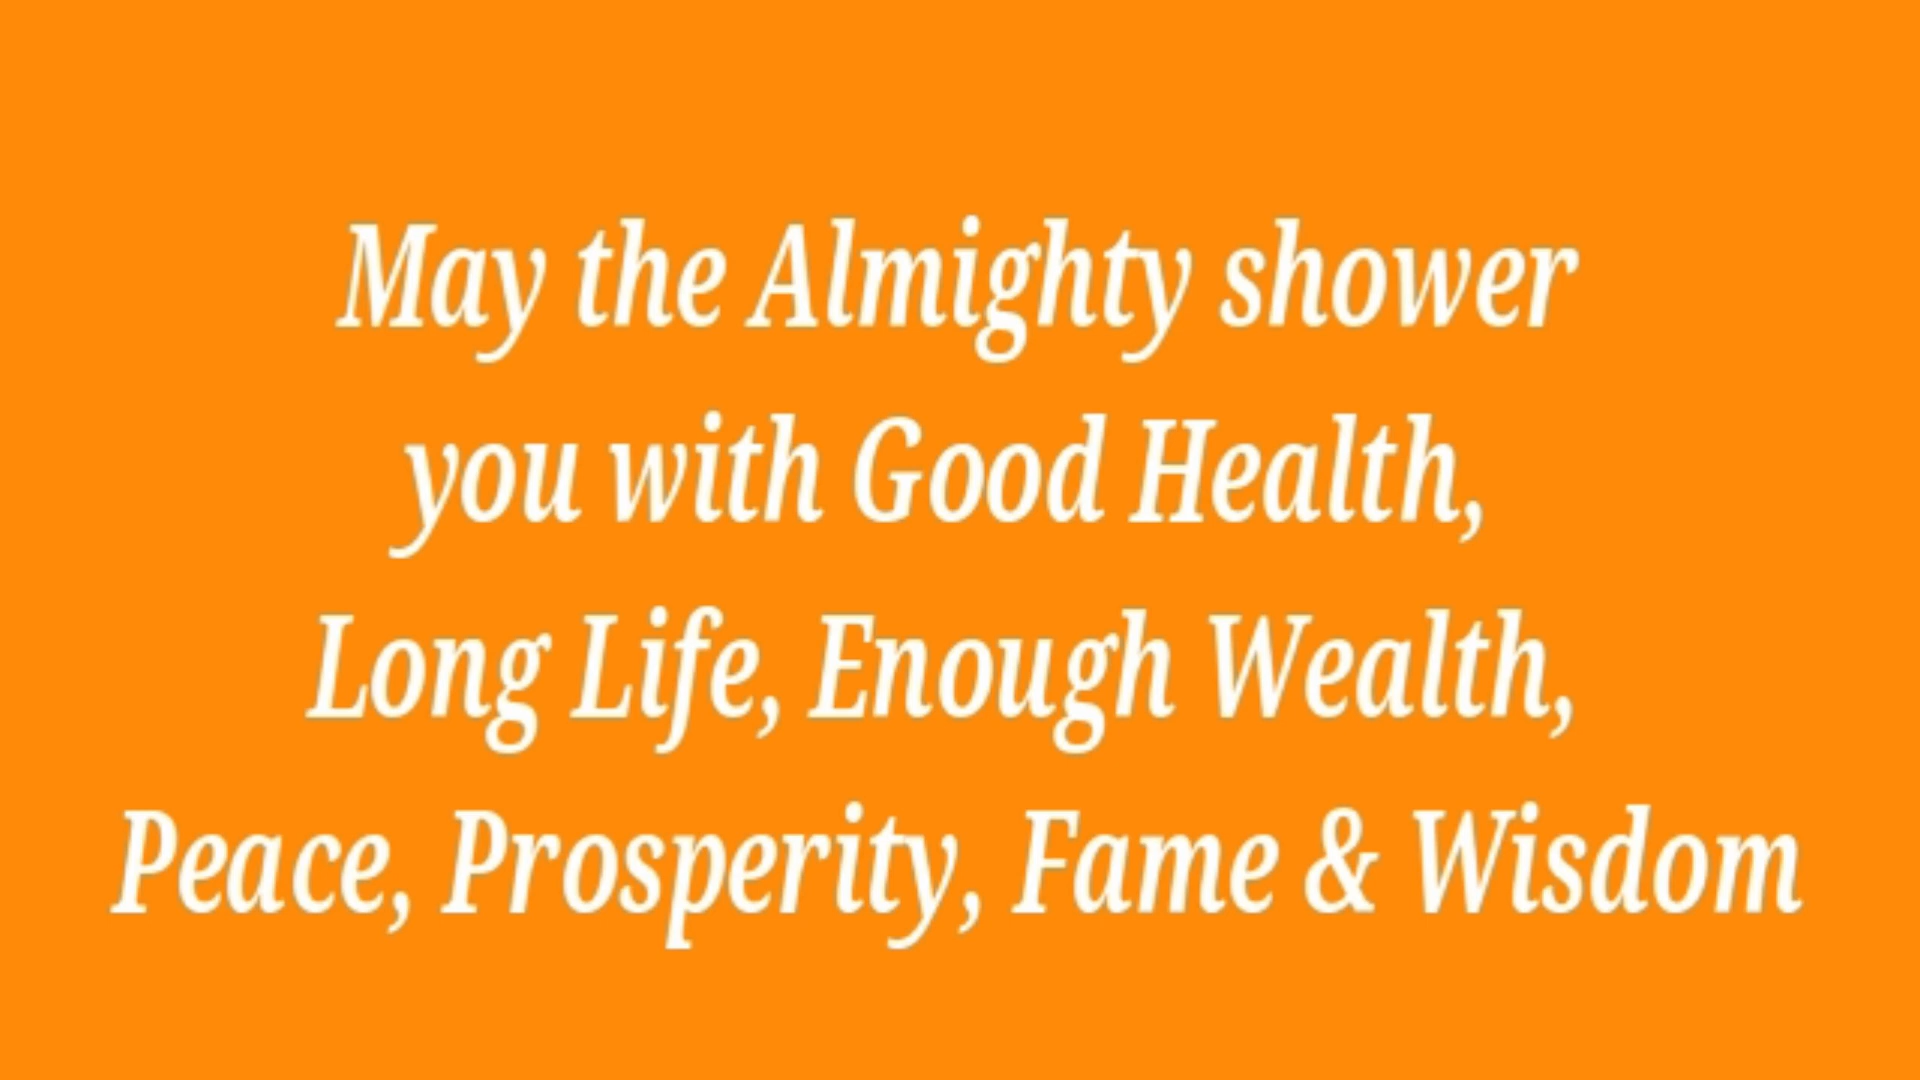 May the Almighty shower
you with Good Health,
Long Life, Enough Wealth,
Peace, Prosperity, Fame & Wisdom